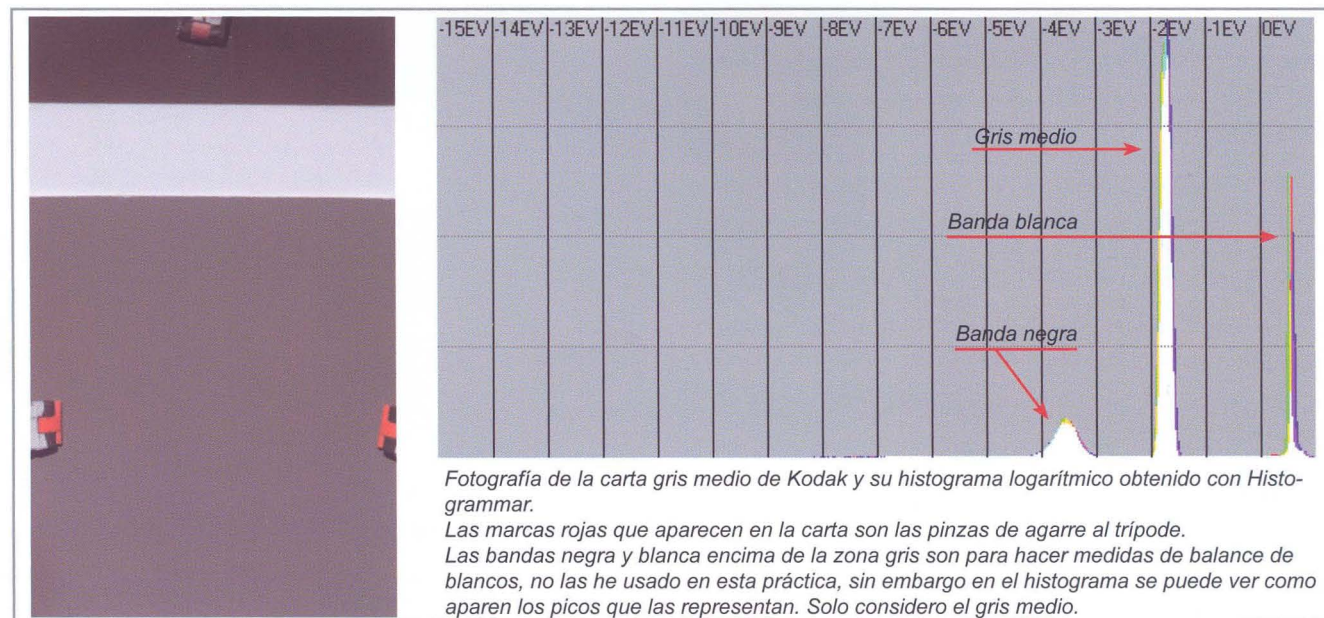 -15EV -14EV -13EV -12EV -11EV -10EV -9EV -8EV -7EV -6EV -5EV -4EV -3EV -2EV -1EV 0EV
Gris medio
Banda blanca
Banda negra
Fotografía de la carta gris medio de Kodak y su histograma logarítmico obtenido con Histo-
grammar.
Las marcas rojas que aparecen en la carta son las pinzas de agarre al trípode.
Las bandas negra y blanca encima de la zona gris son para hacer medidas de balance de
blancos, no las he usado en esta práctica, sin embargo en el histograma se puede ver como
aparen los picos que las representan. Solo considero el gris medio.